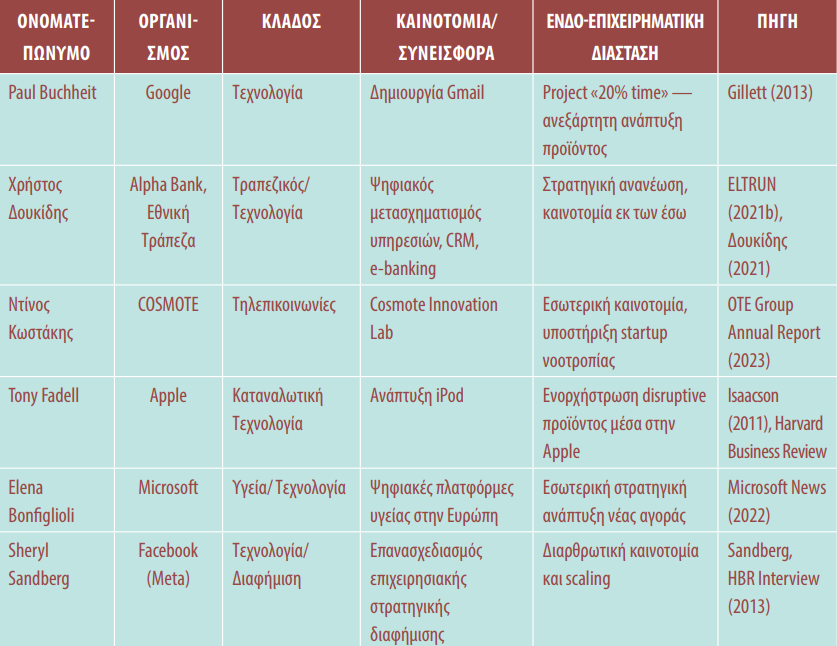 ΟΝΟΜΑΤΕ-
ΠΩΝΥΜΟ
ΟΡΓΑΝΙ-
ΣΜΟΣ
ΚΛΑΔΟΣ
ΚΑΙΝΟΤΟΜΙΑ/
ΣΥΝΕΙΣΦΟΡΑ
ΕΝΔΟ-ΕΠΙΧΕΙΡΗΜΑΤΙΚΗ
ΔΙΑΣΤΑΣΗ
ΠΗΓΗ
Paul Buchheit
Google
Τεχνολογία
Δημιουργία Gmail
Project «20% time» —
ανεξάρτητη ανάπτυξη
προϊόντος
Gillett (2013)
Χρήστος
Δουκίδης
Alpha Bank,
Εθνική
Τράπεζα
Τραπεζικός/
Τεχνολογία
Ψηφιακός
μετασχηματισμός
υπηρεσιών, CRM,
e-banking
Στρατηγική ανανέωση,
καινοτομία εκ των έσω
ELTRUN
(2021b),
Δουκίδης
(2021)
Ντίνος
Κωστάκης
COSMOTE
Τηλεπικοινωνίες
Cosmote Innovation
Lab
Εσωτερική καινοτομία,
υποστήριξη startup
νοοτροπίας
OTE Group
Annual Report
(2023)
Tony Fadell
Apple
Καταναλωτική
Τεχνολογία
Ανάπτυξη iPod
Ενορχήστρωση disruptive
προϊόντος μέσα στην
Apple
Isaacson
(2011), Harvard
Business Review
Elena
Bonfiglioli
Microsoft
Υγεία/ Τεχνολογία
Ψηφιακές πλατφόρμες
υγείας στην Ευρώπη
Εσωτερική στρατηγική
ανάπτυξη νέας αγοράς
Microsoft News
(2022)
Sheryl
Sandberg
Facebook
(Meta)
Τεχνολογία/
Διαφήμιση
Επανασχεδιασμός
επιχειρησιακής
στρατηγικής
διαφήμισης
Διαρθρωτική καινοτομία
και scaling
Sandberg,
HBR Interview
(2013)